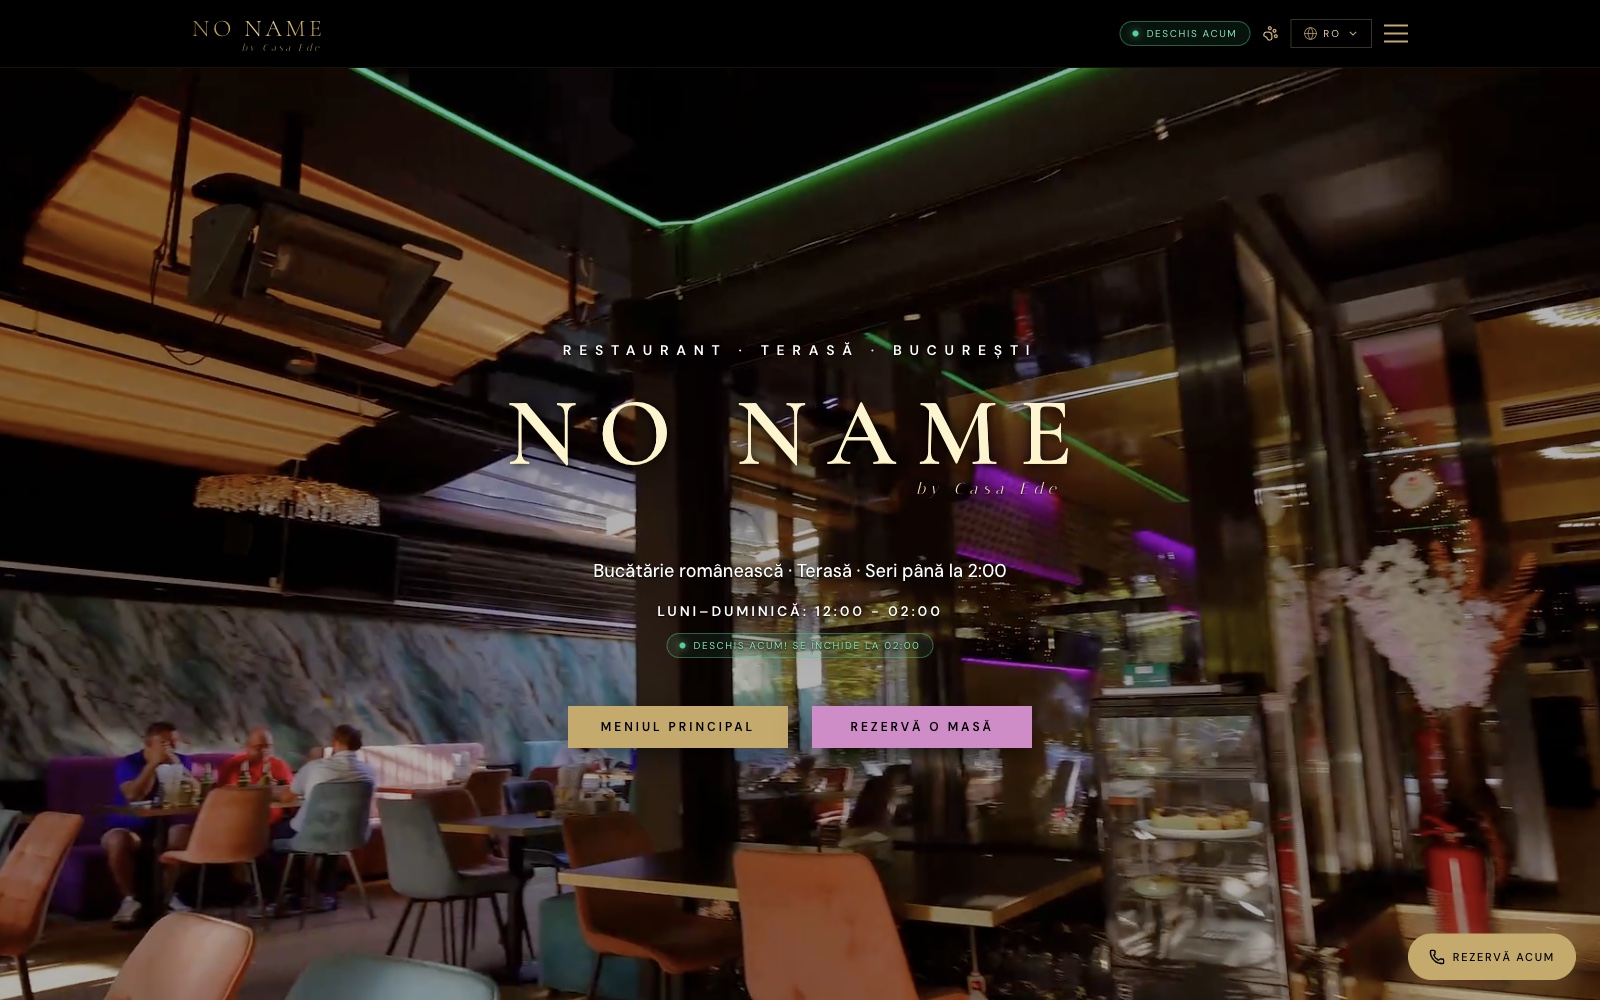 NO NAME
by Casa Ede
DESCHIS ACUM
RO
RESTAURANT · TERASĂ · BUCUREȘTI
NO NAME
by Casa Ede
Bucătărie românească · Terasă · Seri până la 2:00
LUNI–DUMINICĂ: 12:00 – 02:00
DESCHIS ACUM! SE ÎNCHIDE LA 02:00
MENIUL PRINCIPAL
REZERVĂ O MASĂ
REZERVĂ ACUM